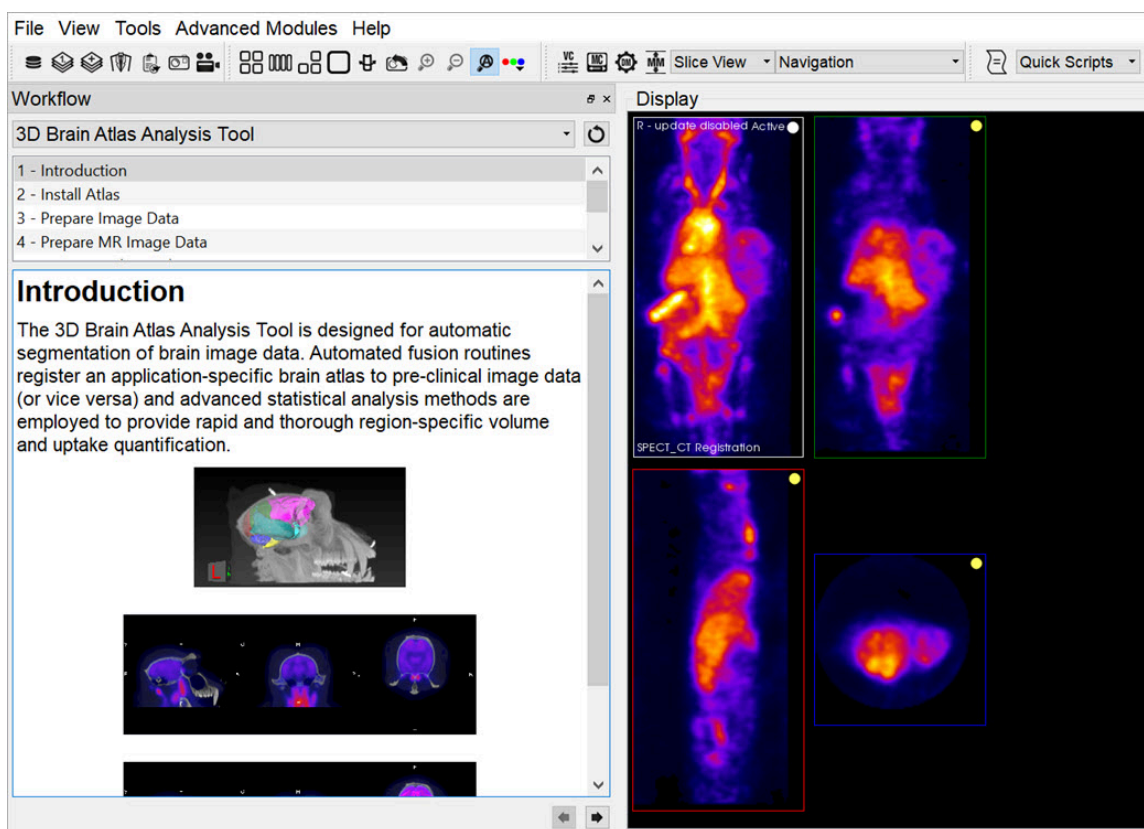 File View Tools Advanced Modules Help
VC MC DM MM Slice View Navigation Quick Scripts
Workflow
Display
3D Brain Atlas Analysis Tool
1 - Introduction
2 - Install Atlas
3 - Prepare Image Data
4 - Prepare MR Image Data
Introduction
The 3D Brain Atlas Analysis Tool is designed for automatic
segmentation of brain image data. Automated fusion routines
register an application-specific brain atlas to pre-clinical image data
(or vice versa) and advanced statistical analysis methods are
employed to provide rapid and thorough region-specific volume
and uptake quantification.
L
R - update disabled Active
SPECT_CT Registration